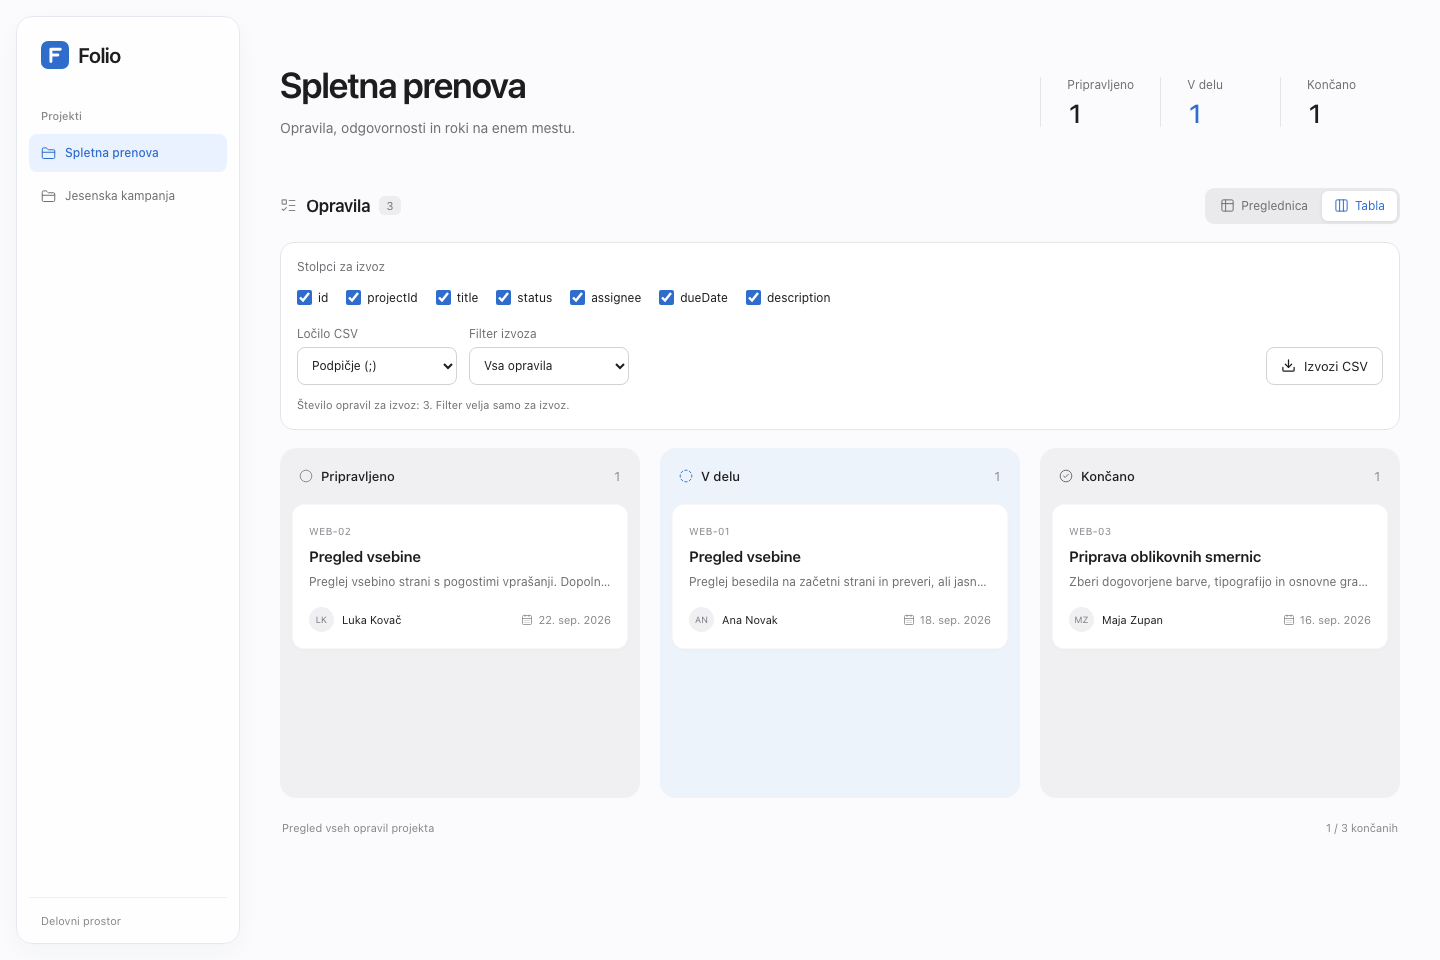 Folio
Projekti
Spletna prenova
Jesenska kampanja
Delovni prostor
Spletna prenova
Opravila, odgovornosti in roki na enem mestu.
Pripravljeno
1
V delu
1
Končano
1
Opravila 3
Preglednica
Tabla
Stolpci za izvoz
id projectId title status assignee dueDate description
Ločilo CSV
Podpičje (;)
Filter izvoza
Vsa opravila
Izvozi CSV
Število opravil za izvoz: 3. Filter velja samo za izvoz.
Pripravljeno 1
WEB-02
Pregled vsebine
Preglej vsebino strani s pogostimi vprašanji. Dopoln...
LK Luka Kovač 22. sep. 2026
V delu 1
WEB-01
Pregled vsebine
Preglej besedila na začetni strani in preveri, ali jasn...
AN Ana Novak 18. sep. 2026
Končano 1
WEB-03
Priprava oblikovnih smernic
Zberi dogovorjene barve, tipografijo in osnovne gra...
MZ Maja Zupan 16. sep. 2026
Pregled vseh opravil projekta
1 / 3 končanih